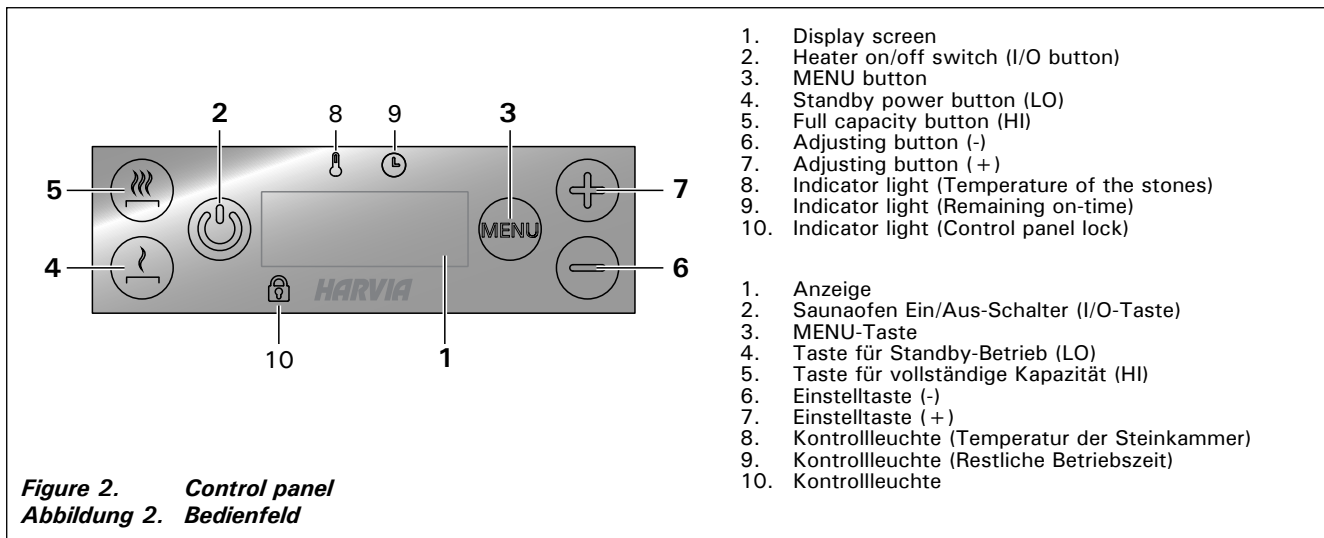 2
8
9
3
5
7
MENU
4
6
HARVIA
10
1
Figure 2. Control panel
Abbildung 2. Bedienfeld
1. Display screen
2. Heater on/off switch (I/O button)
3. MENU button
4. Standby power button (LO)
5. Full capacity button (HI)
6. Adjusting button (-)
7. Adjusting button (+)
8. Indicator light (Temperature of the stones)
9. Indicator light (Remaining on-time)
10. Indicator light (Control panel lock)
1. Anzeige
2. Saunaofen Ein/Aus-Schalter (I/O-Taste)
3. MENU-Taste
4. Taste für Standby-Betrieb (LO)
5. Taste für vollständige Kapazität (HI)
6. Einstelltaste (-)
7. Einstelltaste (+)
8. Kontrollleuchte (Temperatur der Steinkammer)
9. Kontrollleuchte (Restliche Betriebszeit)
10. Kontrollleuchte